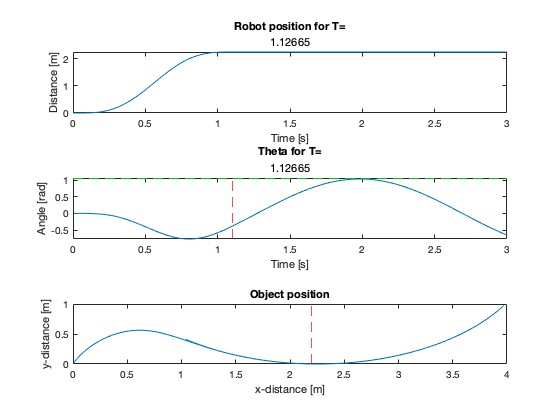 Robot position for T=
1.12665
Distance [m]
2
1
0
0 0.5 1 1.5 2 2.5 3
Time [s]
Theta for T=
1.12665
Angle [rad]
1
0.5
0
-0.5
0 0.5 1 1.5 2 2.5 3
Time [s]
Object position
y-distance [m]
1
0.5
0
0 0.5 1 1.5 2 2.5 3 3.5 4
x-distance [m]